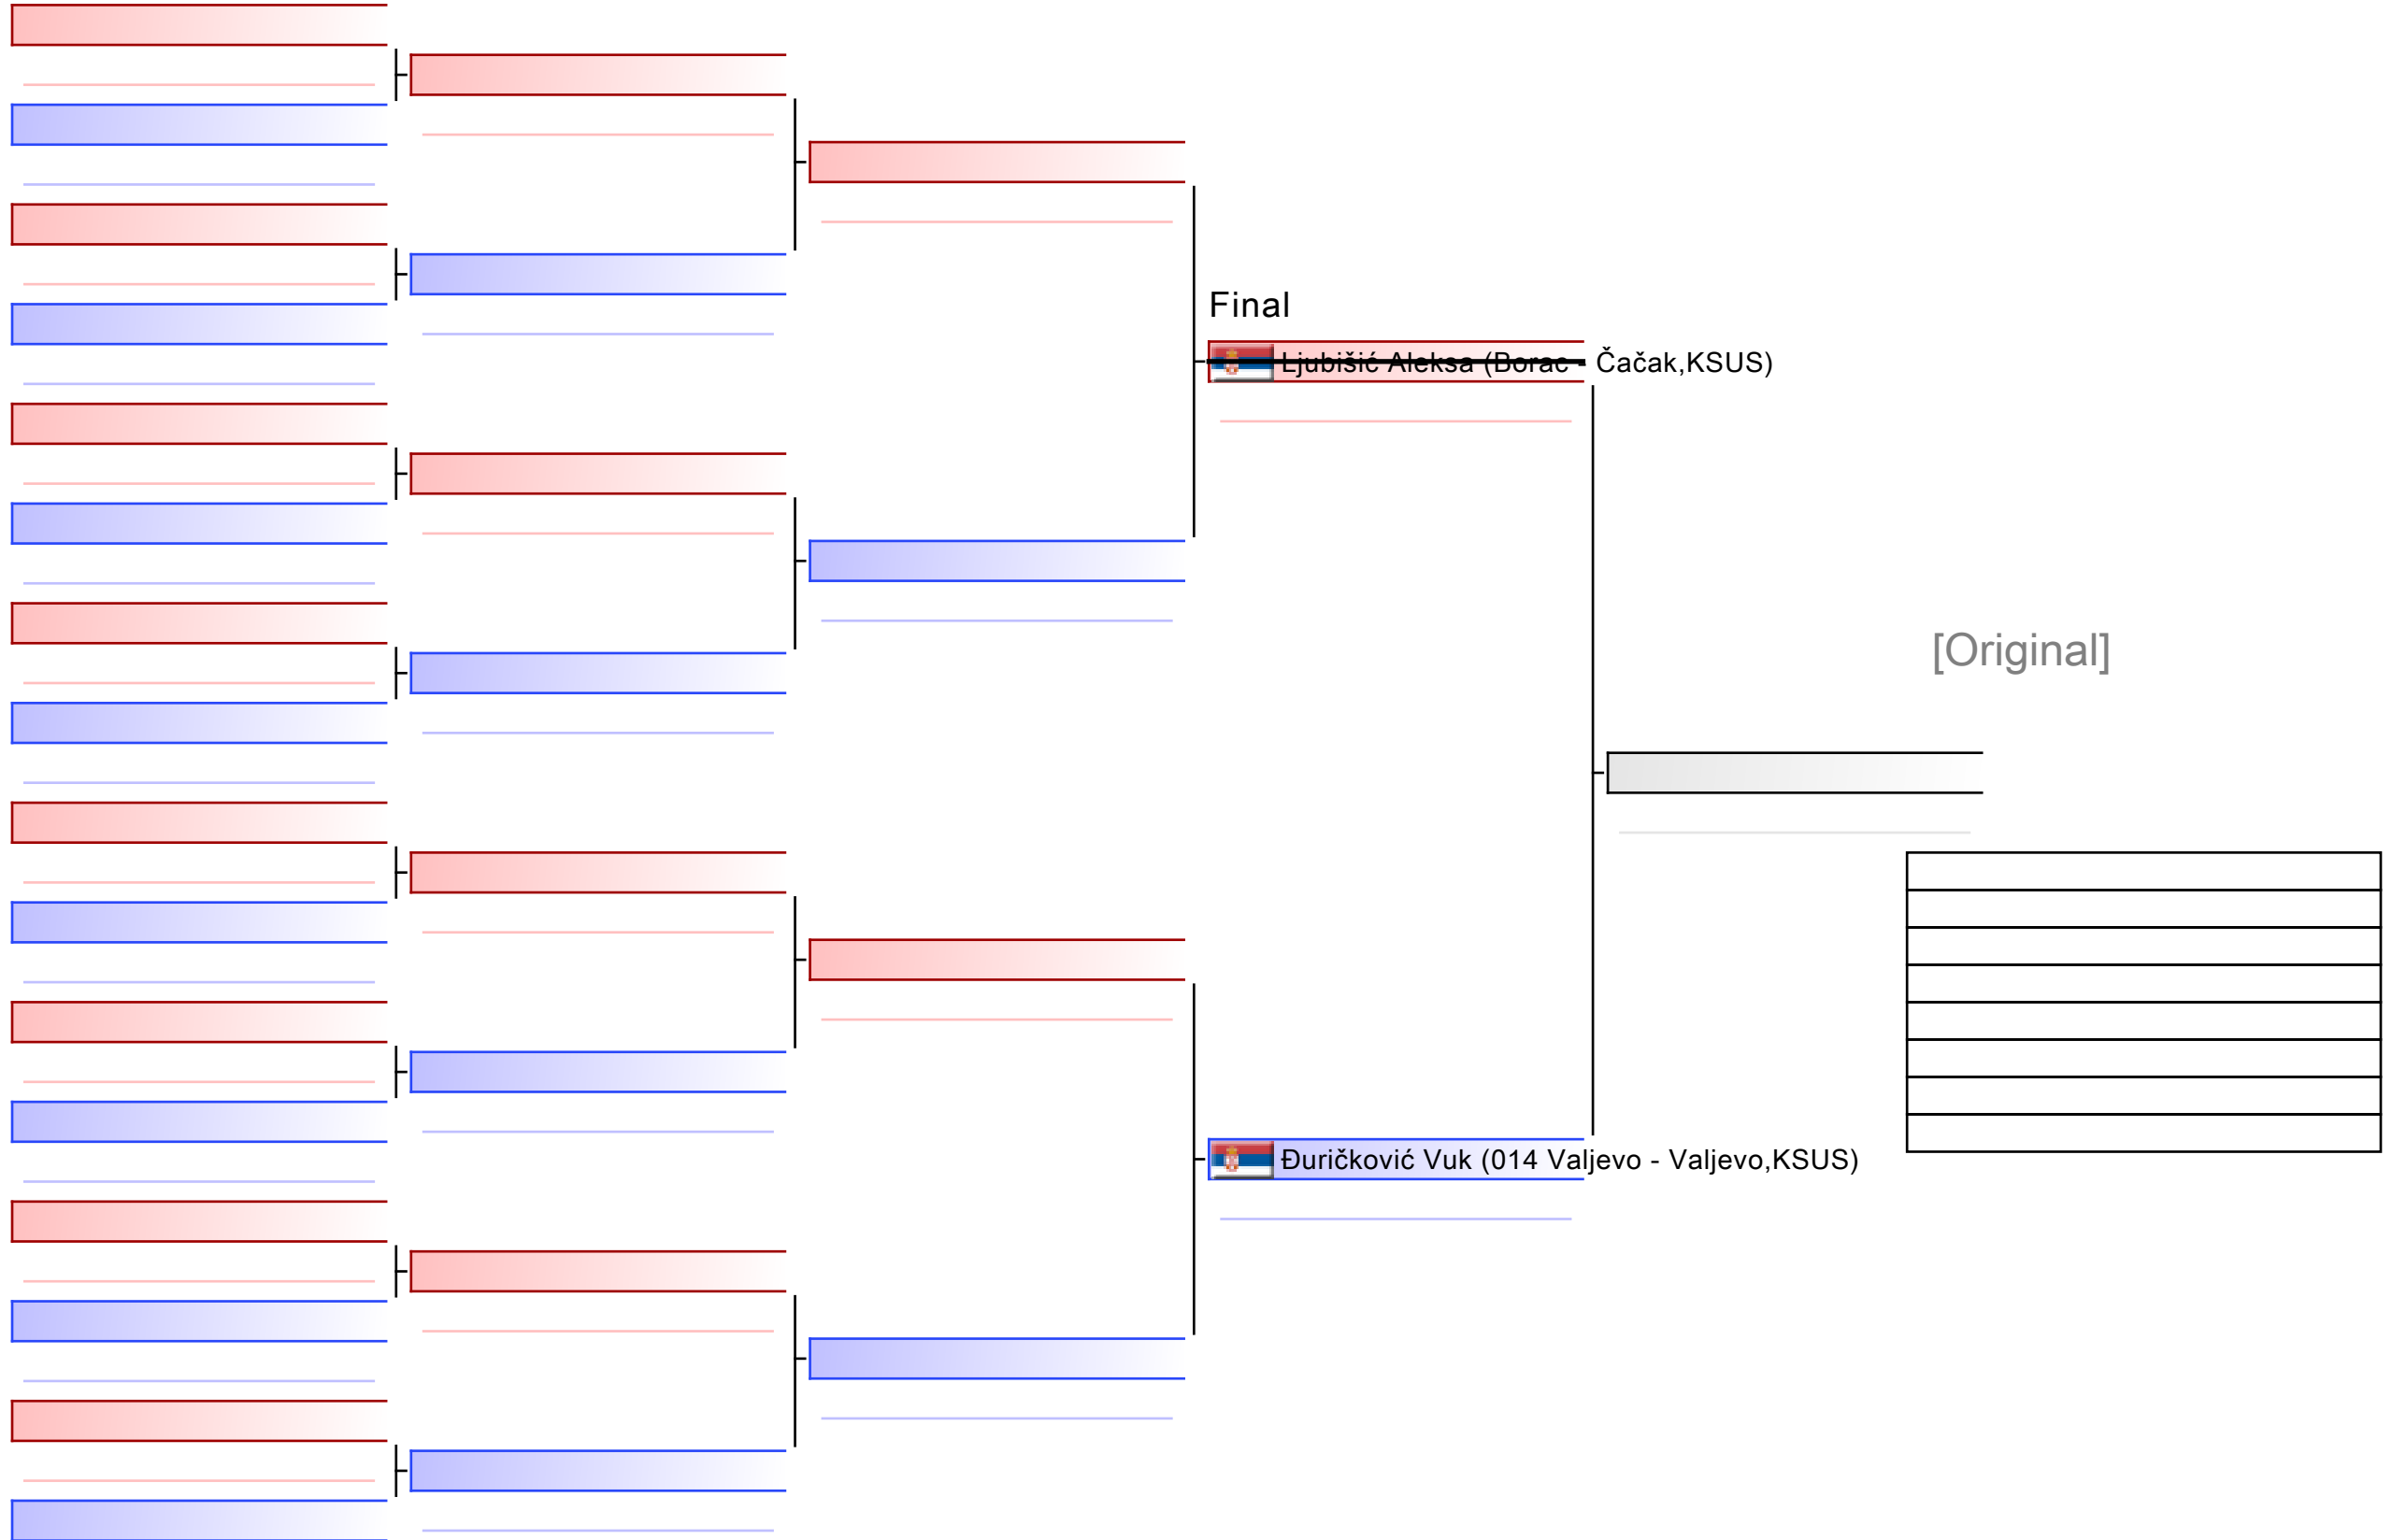 Final
Ljubišić Aleksa (Borac - Čačak,KSUS)
[Original]
Đuričković Vuk (014 Valjevo - Valjevo,KSUS)